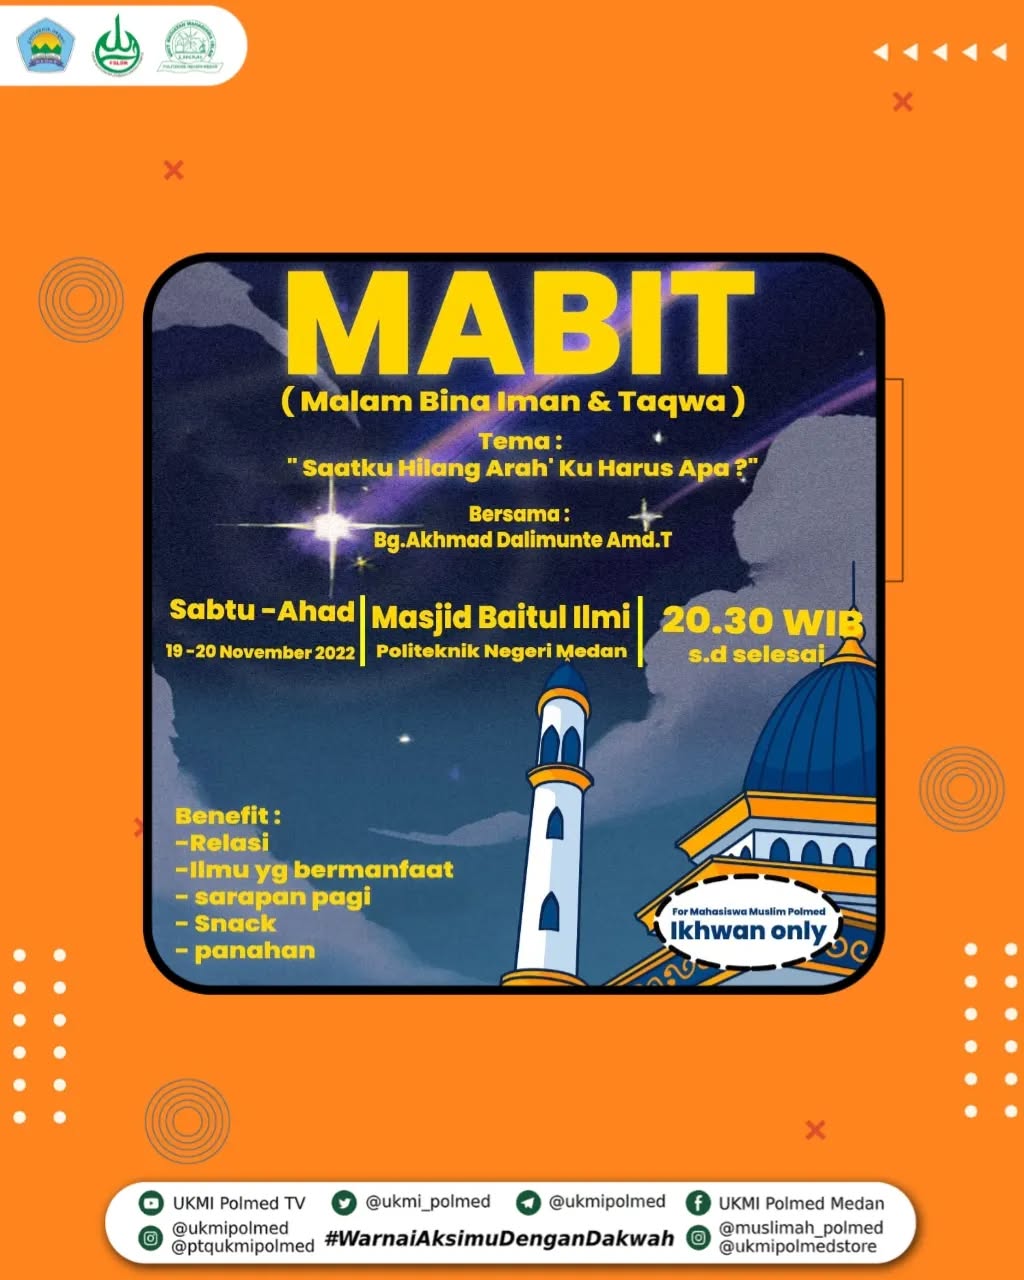 MABIT
( Malam Bina Iman & Taqwa )
Tema :
" Saatku Hilang Arah' Ku Harus Apa ?"
Bersama :
Bg.Akhmad Dalimunte Amd.T
Sabtu -Ahad
19 -20 November 2022
Masjid Baitul Ilmi
Politeknik Negeri Medan
20.30 WIB
s.d selesai
Benefit :
-Relasi
-Ilmu yg bermanfaat
- sarapan pagi
- Snack
- panahan
For Mahasiswa Muslim Polmed
Ikhwan only
UKMI Polmed TV
@ukmi_polmed
@ukmipolmed
UKMI Polmed Medan
@ukmipolmed
@ptqukmipolmed
#WarnaiAksimuDenganDakwah
@muslimah_polmed
@ukmipolmedstore